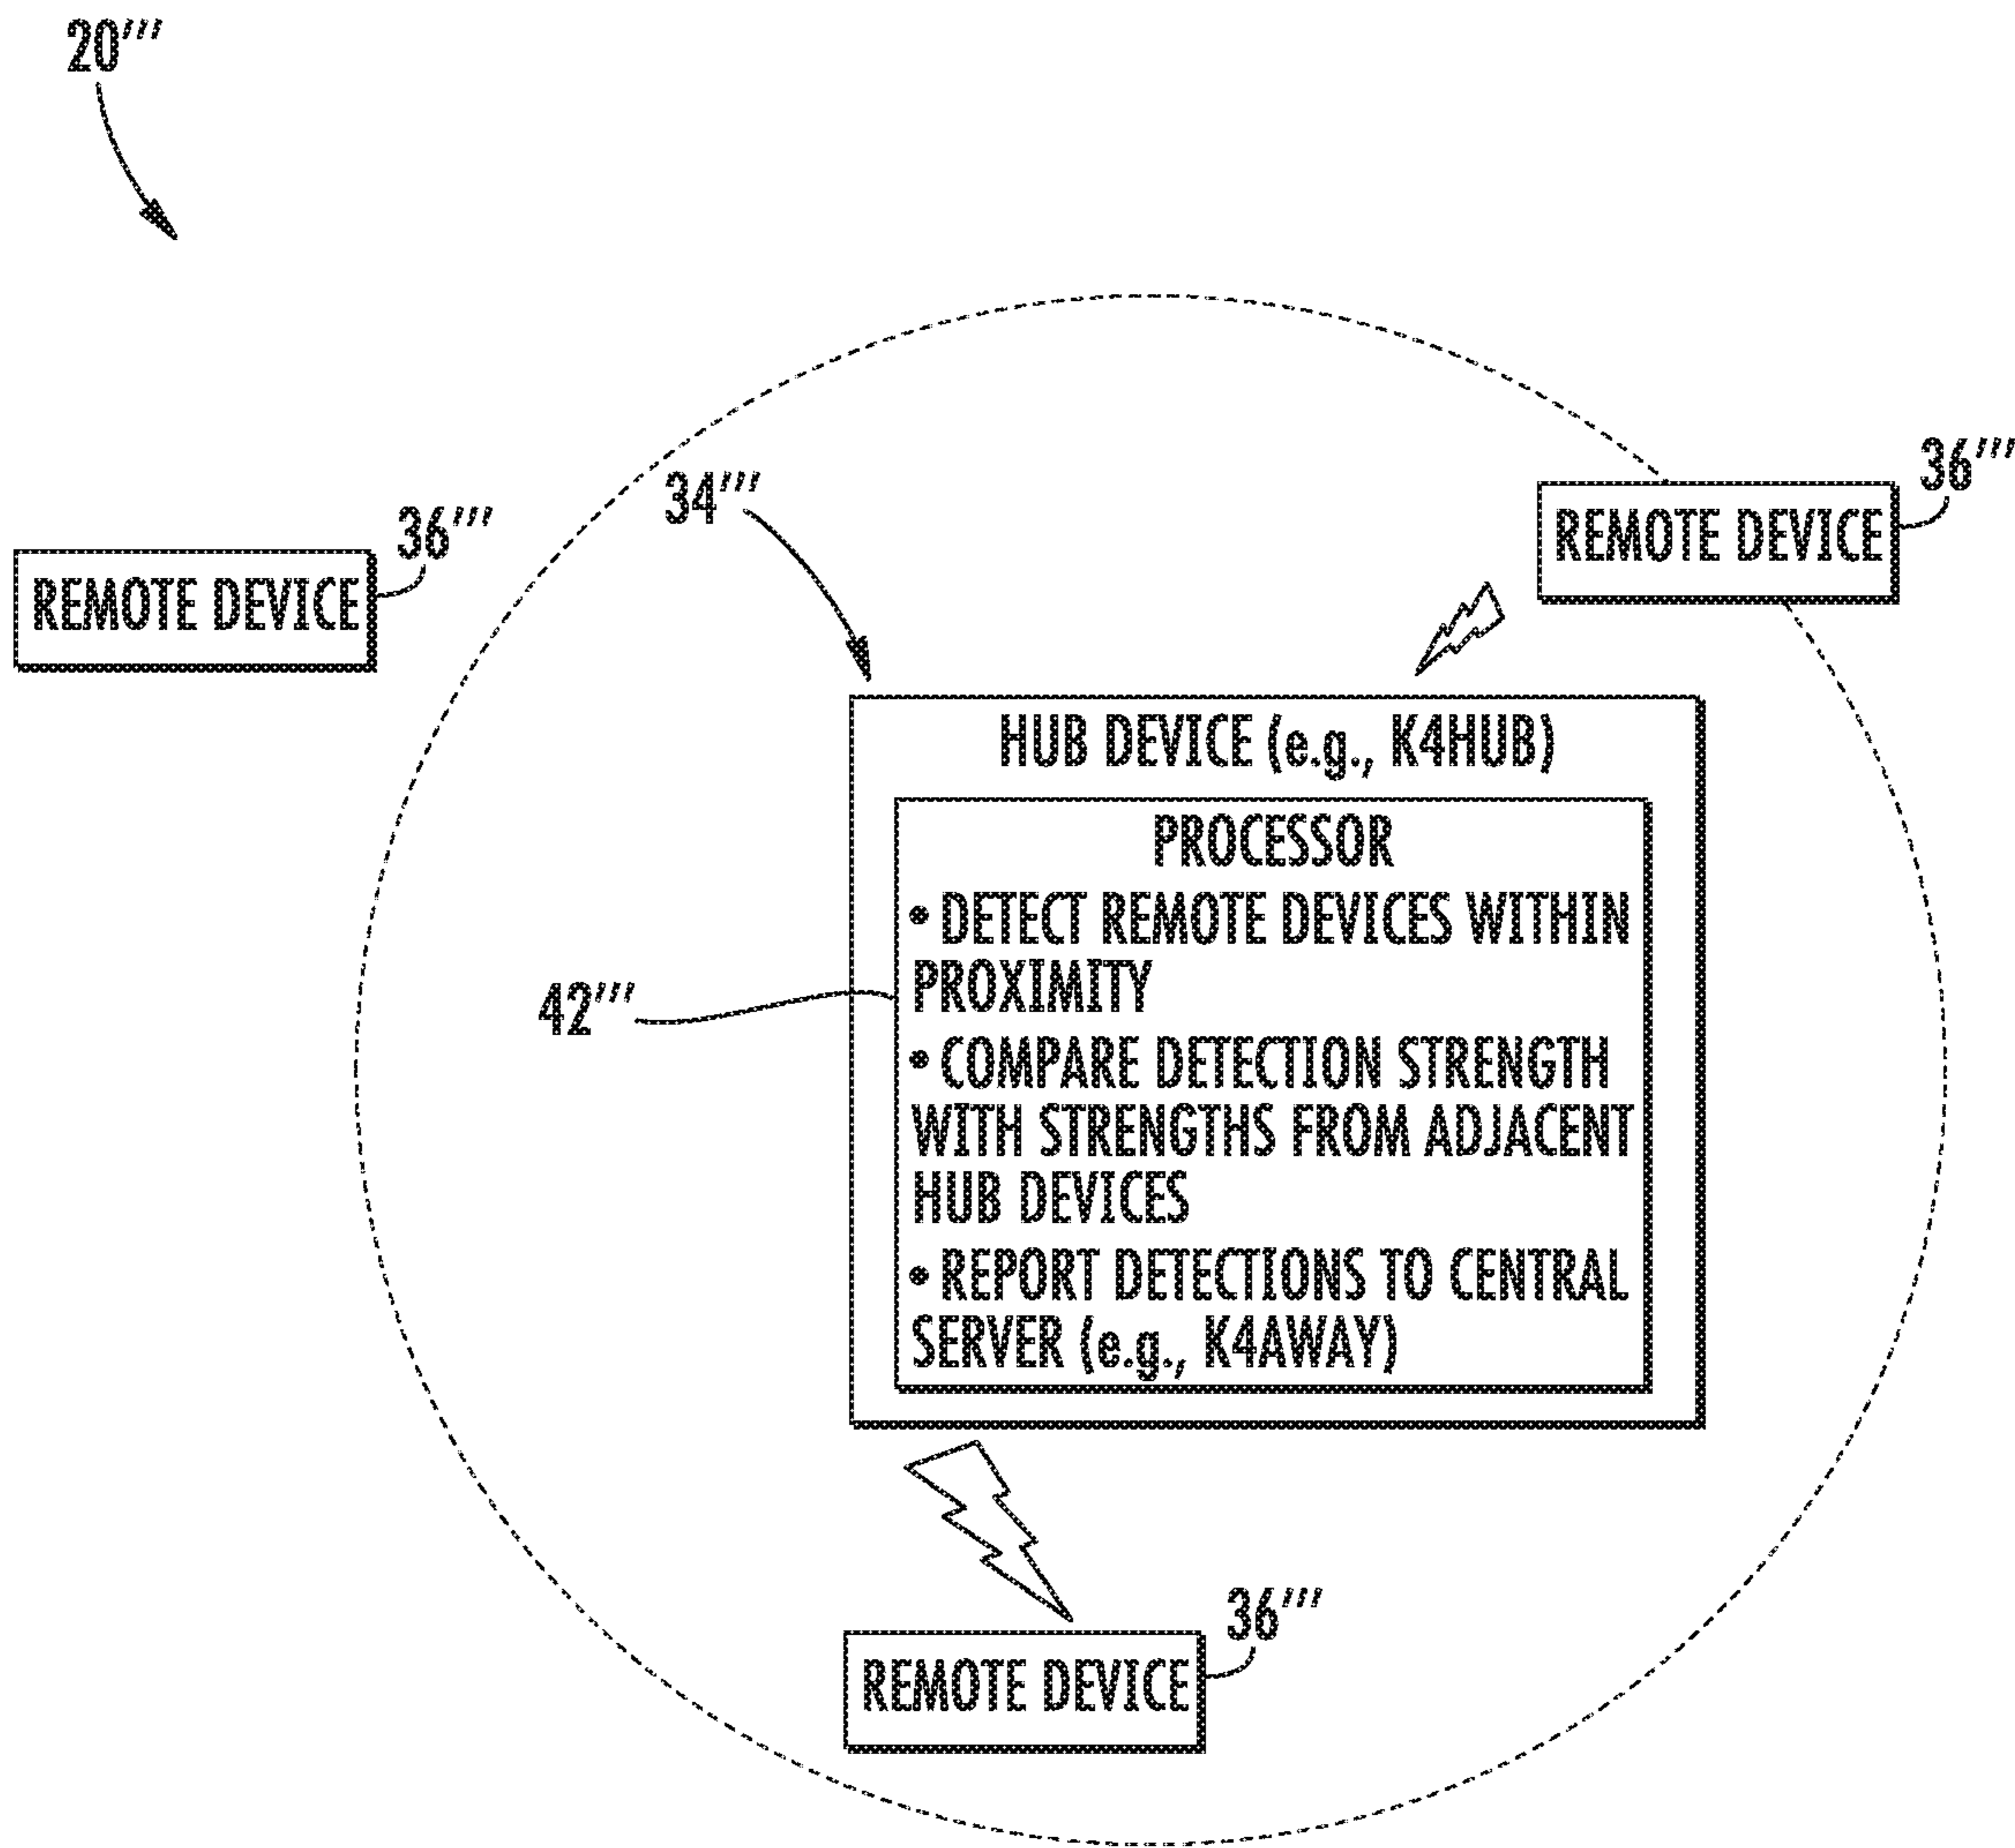 20‴
36‴
34‴
36‴
REMOTE DEVICE
REMOTE DEVICE
HUB DEVICE (e.g., K4HUB)
PROCESSOR
• DETECT REMOTE DEVICES WITHIN
PROXIMITY
42‴
• COMPARE DETECTION STRENGTH
WITH STRENGTHS FROM ADJACENT
HUB DEVICES
• REPORT DETECTIONS TO CENTRAL
SERVER (e.g., K4AWAY)
36‴
REMOTE DEVICE